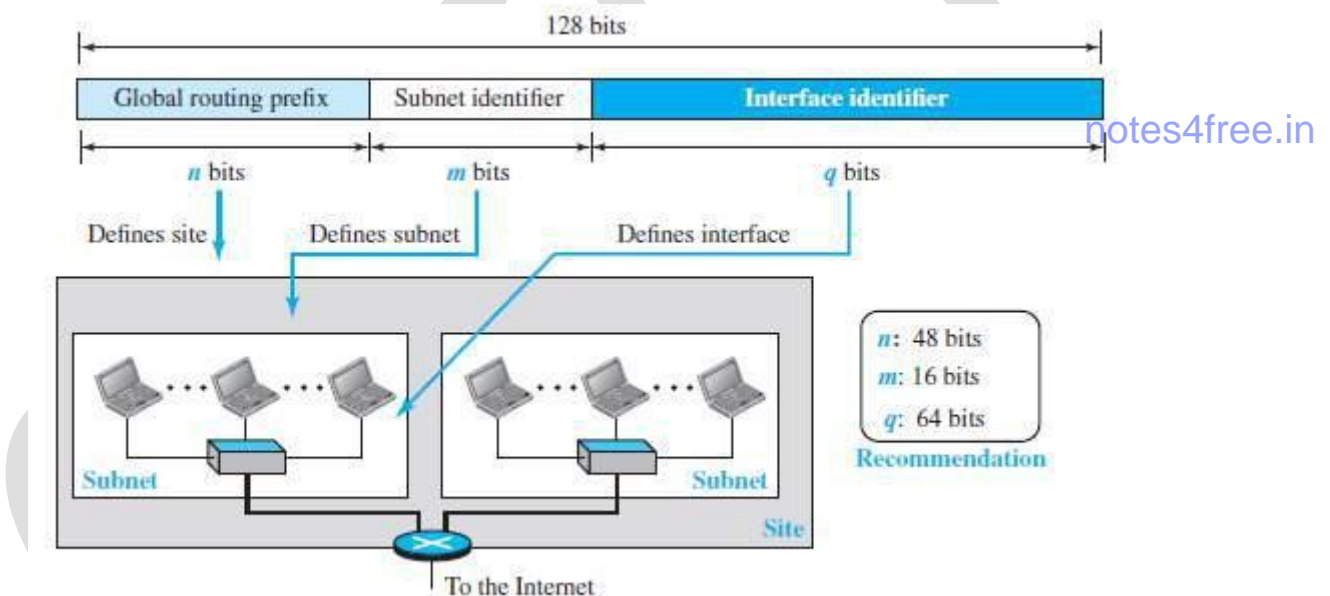 128 bits
Global routing prefix Subnet identifier Interface identifier
notes4free.in
n bits m bits q bits
Defines site Defines subnet Defines interface
n: 48 bits
m: 16 bits
q: 64 bits
Recommendation
Subnet Subnet
Site
To the Internet